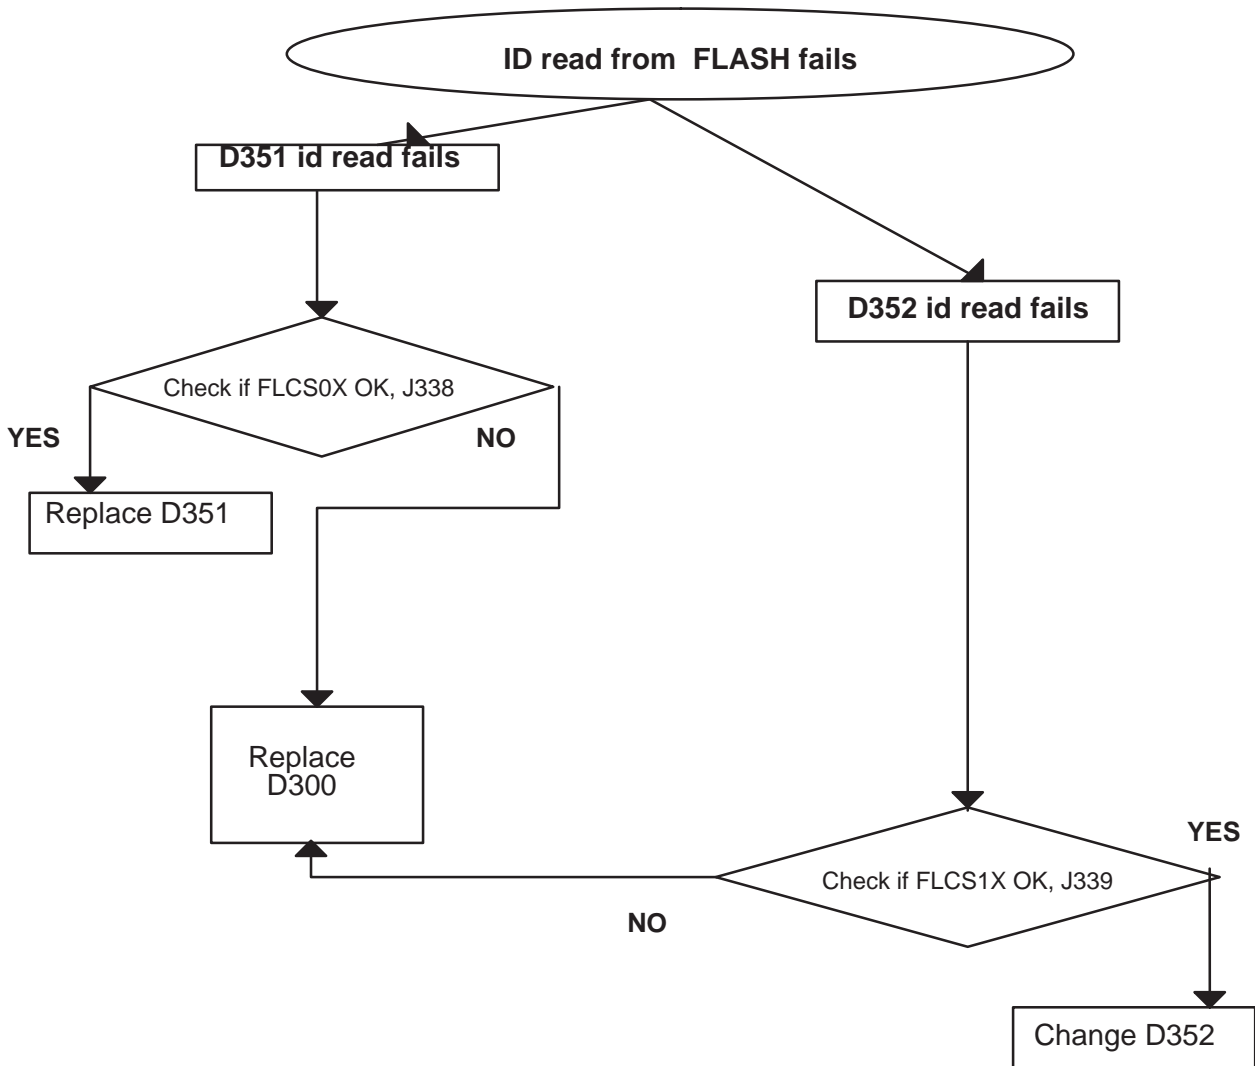 ID read from FLASH fails
D351 id read fails
D352 id read fails
Check if FLCS0X OK, J338
YES
NO
Replace D351
Replace
D300
YES
Check if FLCS1X OK, J339
NO
Change D352